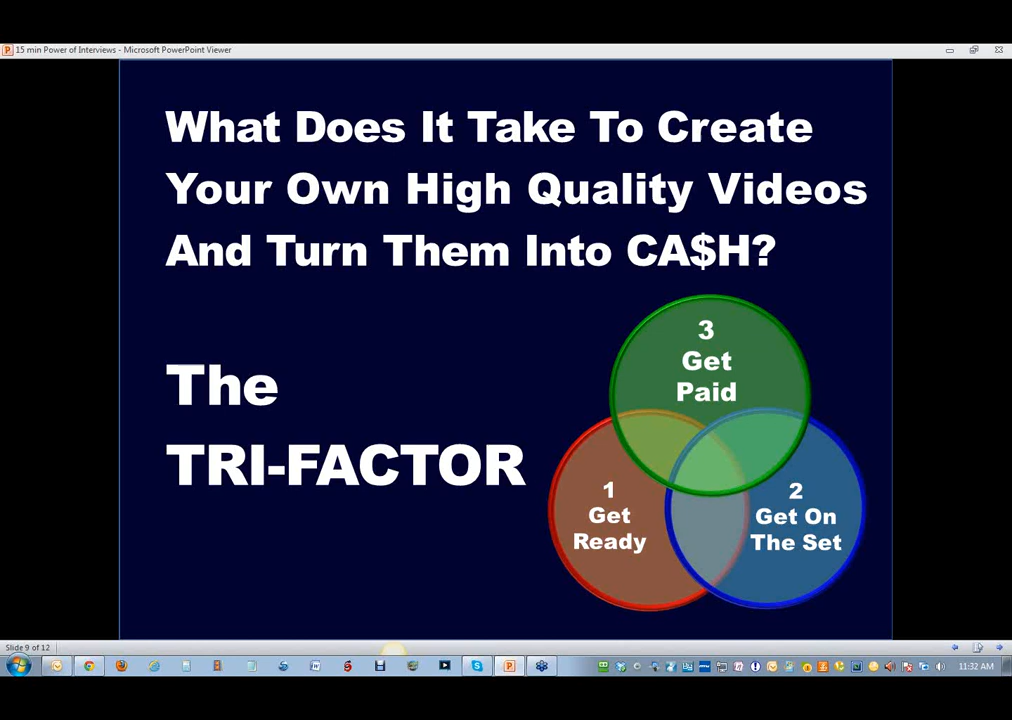 15 min Power of Interviews - Microsoft PowerPoint Viewer
What Does It Take To Create
Your Own High Quality Videos
And Turn Them Into CA$H?
The
TRI-FACTOR
3
Get
Paid
1
Get
Ready
2
Get On
The Set
Slide 9 of 12
11:32 AM